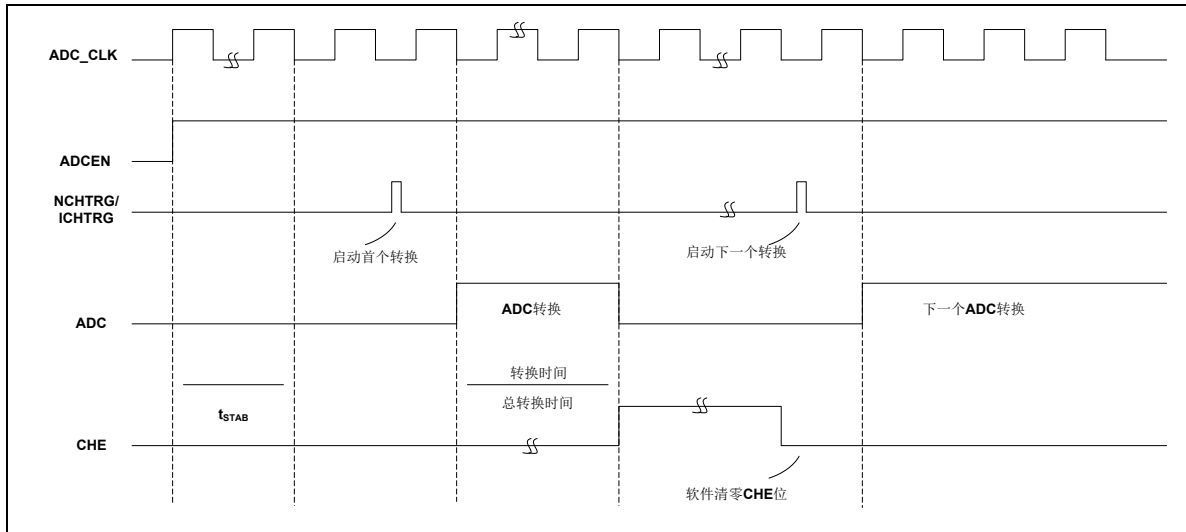 ADC_CLK
ADCEN
NCHTRG/
ICHTRG
启动首个转换
启动下一个转换
ADC
ADC转换
下一个ADC转换
转换时间
总转换时间
tSTAB
CHE
软件清零CHE位